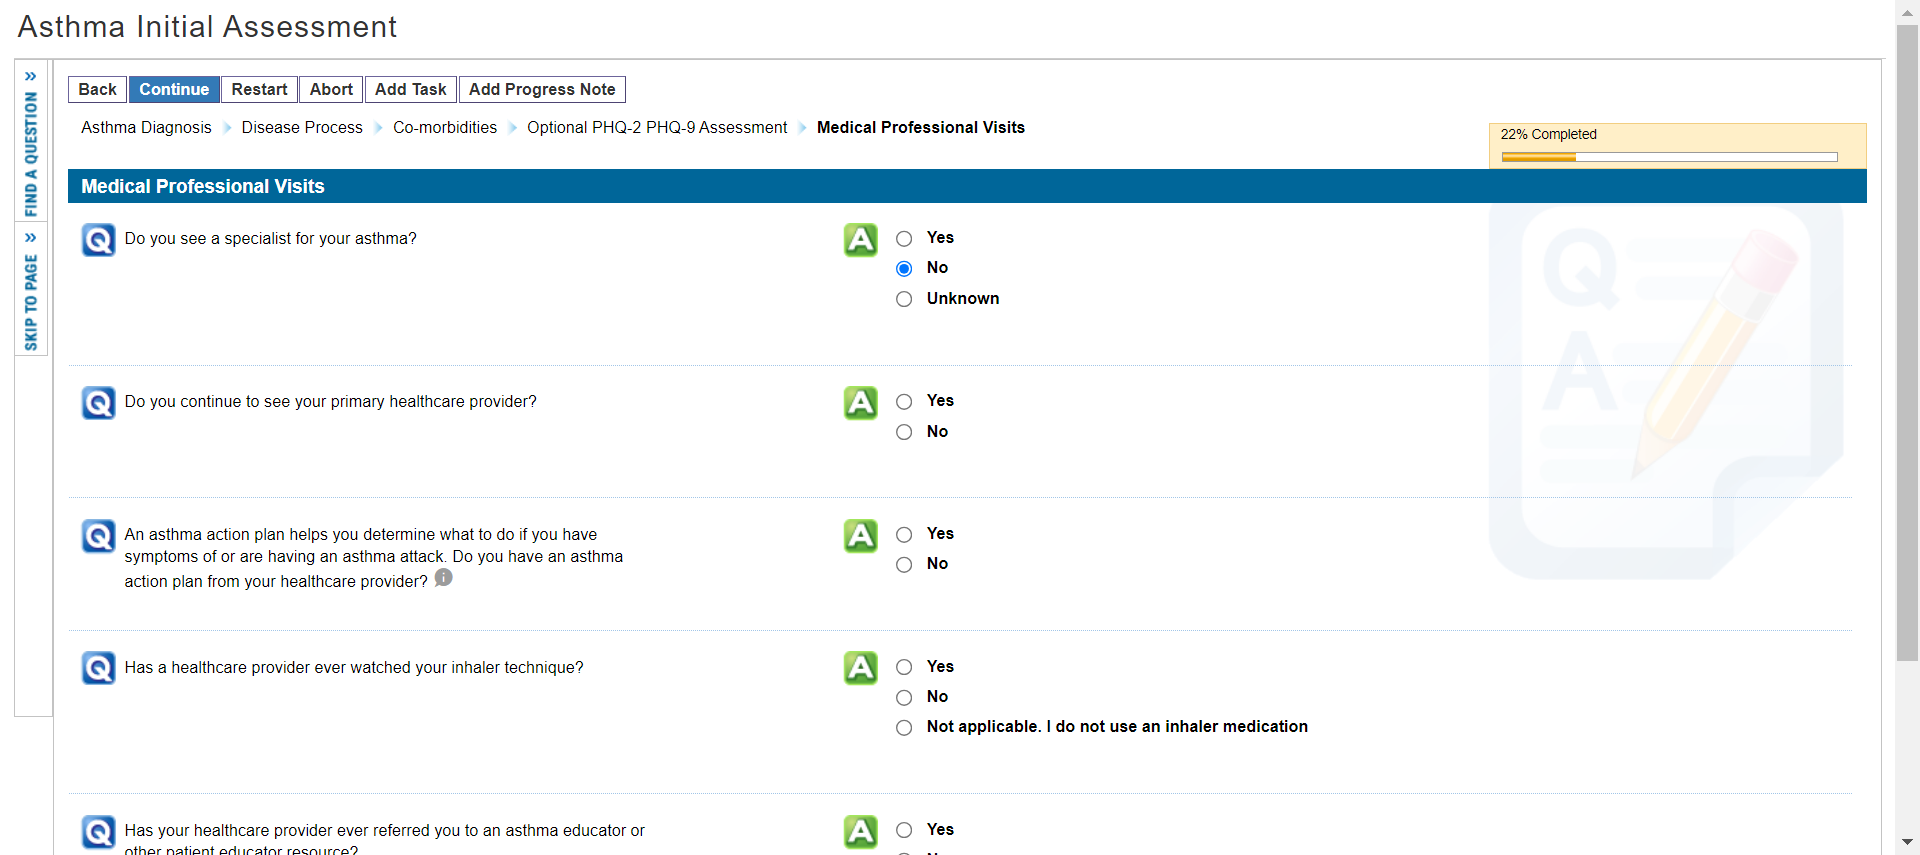 Asthma Initial Assessment
FIND A QUESTION
SKIP TO PAGE
Back Continue Restart Abort Add Task Add Progress Note
Asthma Diagnosis Disease Process Co-morbidities Optional PHQ-2 PHQ-9 Assessment Medical Professional Visits
22% Completed
Medical Professional Visits
Q Do you see a specialist for your asthma?
A Yes
No
Unknown
Q
A
Q Do you continue to see your primary healthcare provider?
A Yes
No
Q An asthma action plan helps you determine what to do if you have
symptoms of or are having an asthma attack. Do you have an asthma
action plan from your healthcare provider?
A Yes
No
Q Has a healthcare provider ever watched your inhaler technique?
A Yes
No
Not applicable. I do not use an inhaler medication
Q Has your healthcare provider ever referred you to an asthma educator or
other patient educator resource?
A Yes